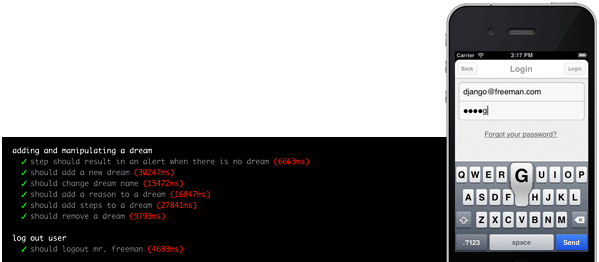 adding and manipulating a dream
✓ step should result in an alert when there is no dream (6663ms)
✓ should add a new dream (30247ms)
✓ should change dream name (15472ms)
✓ should add a reason to a dream (16847ms)
✓ should add steps to a dream (27841ms)
✓ should remove a dream (9793ms)
log out user
✓ should logout mr. freeman (4693ms)
Carrier 3:17 PM
Back Login Login
django@freeman.com
●●●●g
Forgot your password?
Q W E R G U I O P
A S D F H J K L
Z X C V B N M
.?123 space Send